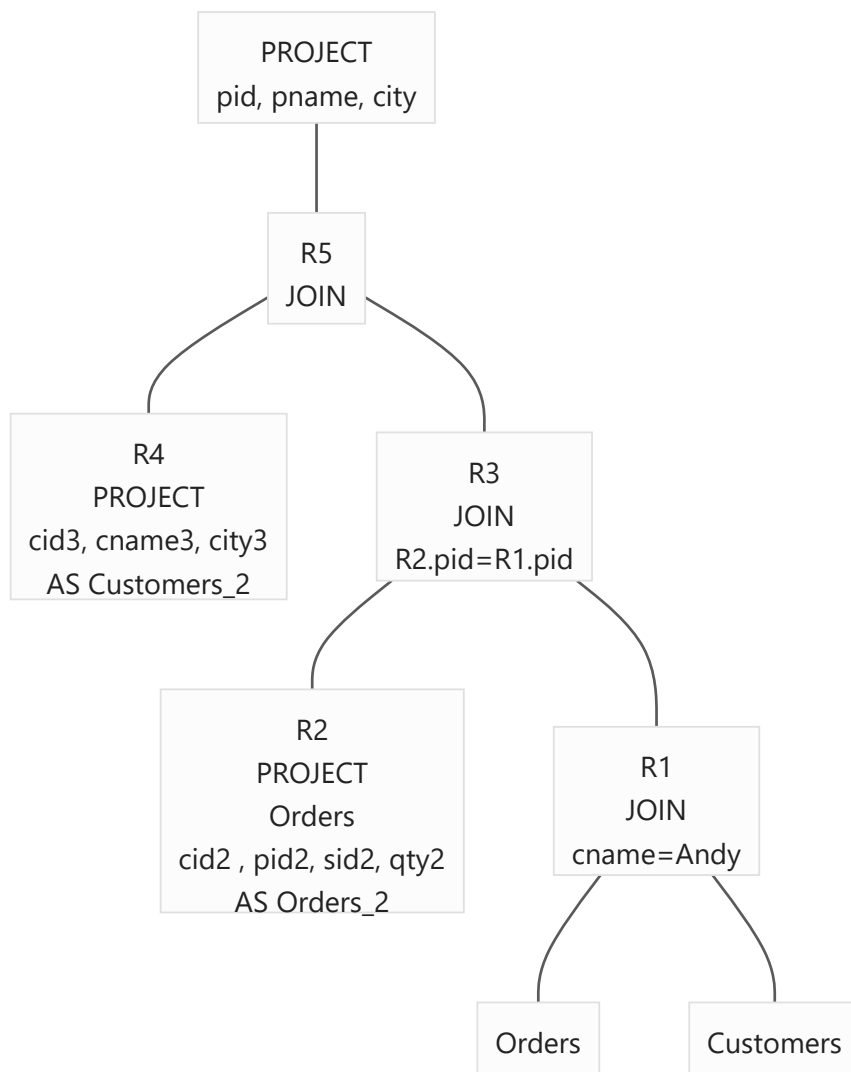 PROJECT
pid, pname, city
R5
JOIN
R4
PROJECT
cid3, cname3, city3
AS Customers_2
R3
JOIN
R2.pid=R1.pid
R2
PROJECT
Orders
cid2 , pid2, sid2, qty2
AS Orders_2
R1
JOIN
cname=Andy
Orders
Customers